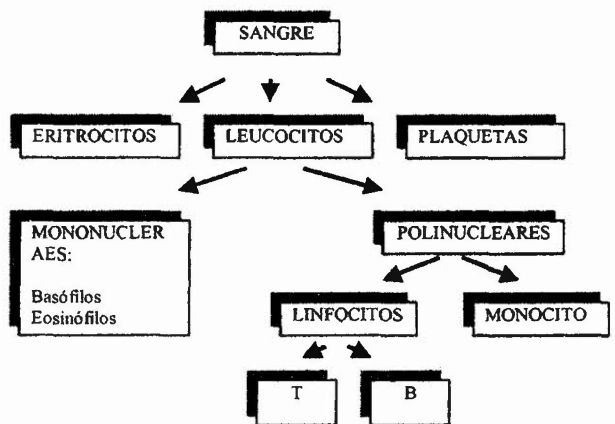 SANGRE
ERITROCITOS
LEUCOCITOS
PLAQUETAS
MONONUCLER
AES:
Basófilos
Eosinófilos
POLINUCLEARES
LINFOCITOS
MONOCITO
T
B